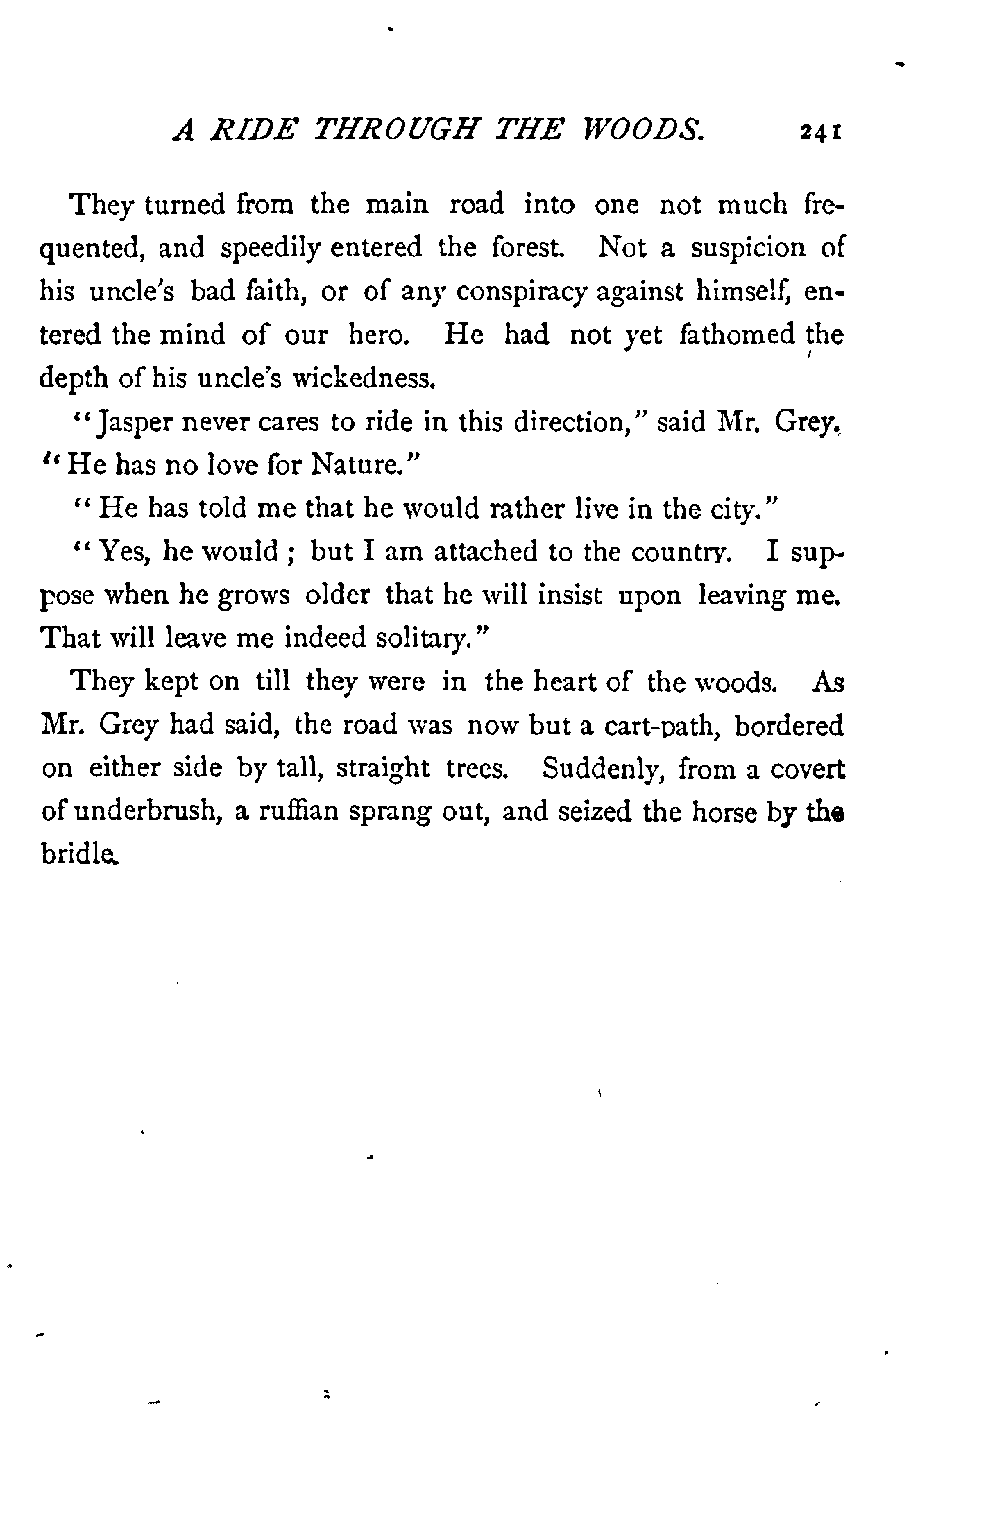 A RIDE THROUGH THE WOODS. 241
They turned from the main road into one not much fre-
quented, and speedily entered the forest. Not a suspicion of
his uncle's bad faith, or of any conspiracy against himself, en-
tered the mind of our hero. He had not yet fathomed the
depth of his uncle's wickedness.
"Jasper never cares to ride in this direction," said Mr. Grey.
"He has no love for Nature."
"He has told me that he would rather live in the city."
"Yes, he would; but I am attached to the country. I sup-
pose when he grows older that he will insist upon leaving me.
That will leave me indeed solitary."
They kept on till they were in the heart of the woods. As
Mr. Grey had said, the road was now but a cart-path, bordered
on either side by tall, straight trees. Suddenly, from a covert
of underbrush, a ruffian sprang out, and seized the horse by the
bridle.